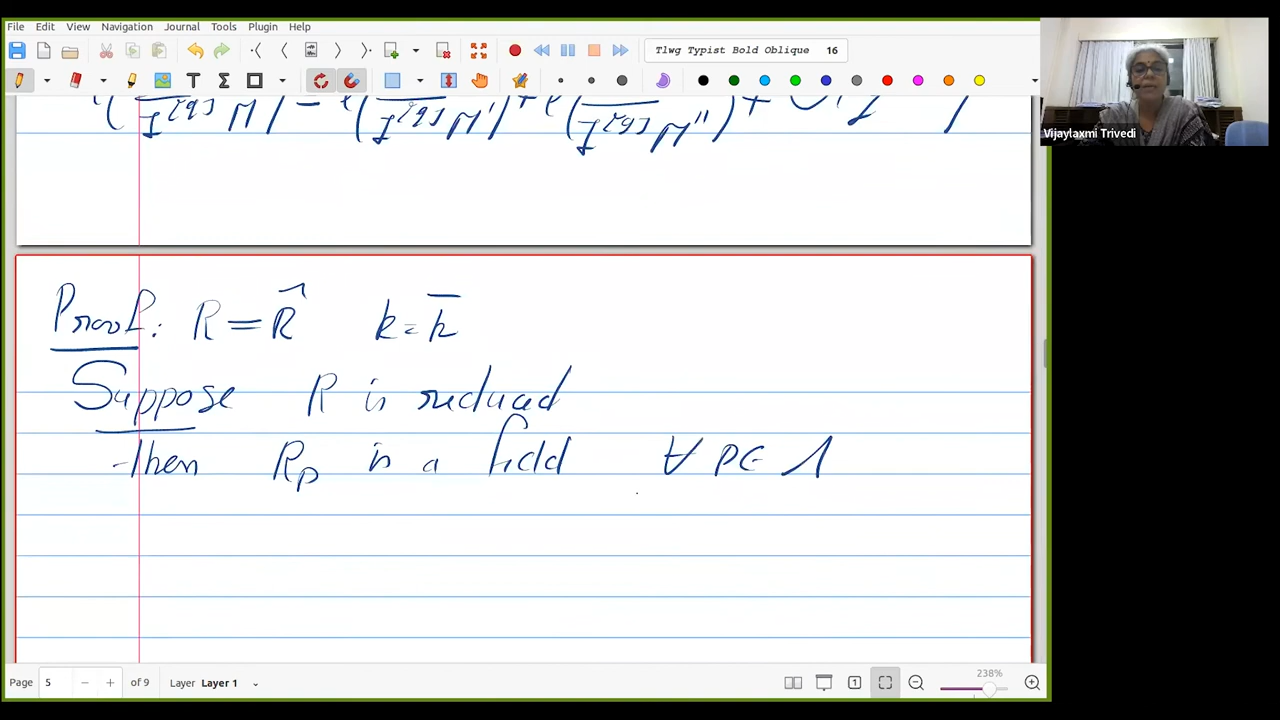 File Edit View Navigation Journal Tools Plugin Help
Tlwg Typist Bold Oblique 16
Vijaylaxmi Trivedi
Proof: R = R̂ k = k̄
Suppose R is reduced
Then R_p is a field ∀ p ∈ Λ
Page 5 of 9 Layer Layer 1 238%